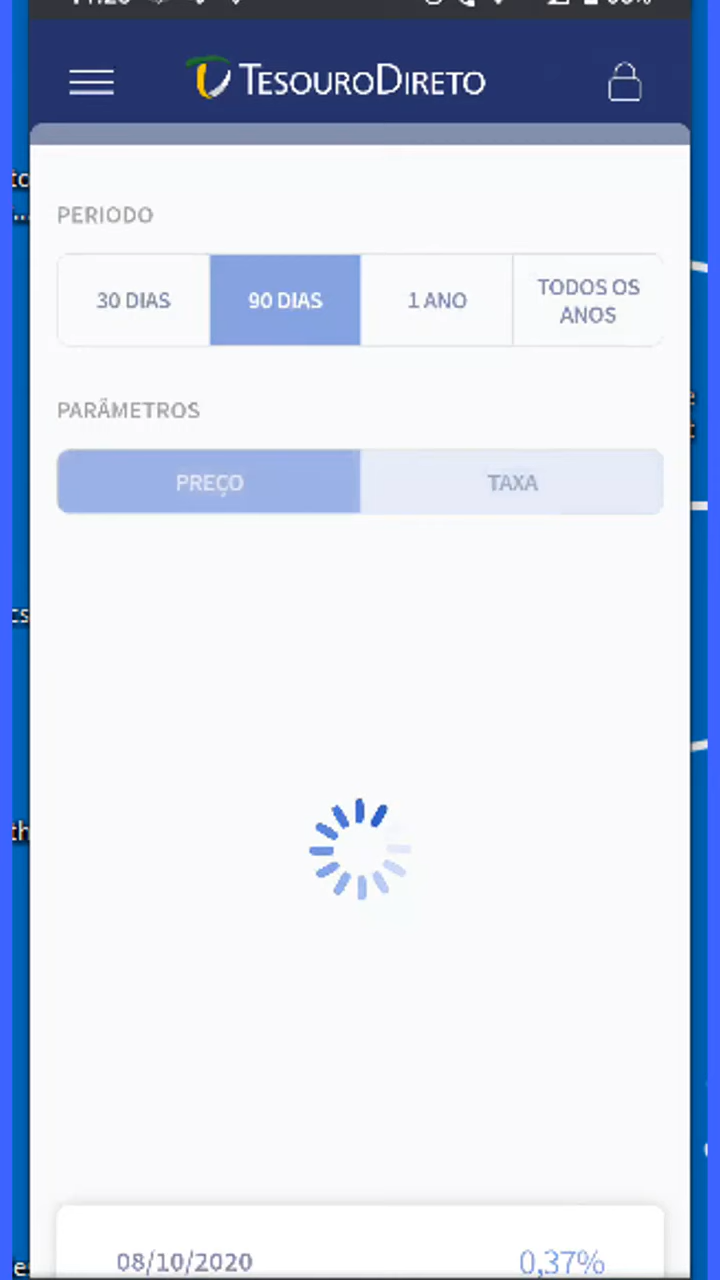 TESOURODIRETO
PERIODO
30 DIAS
90 DIAS
1 ANO
TODOS OS
ANOS
PARÂMETROS
PREÇO
TAXA
08/10/2020
0,37%